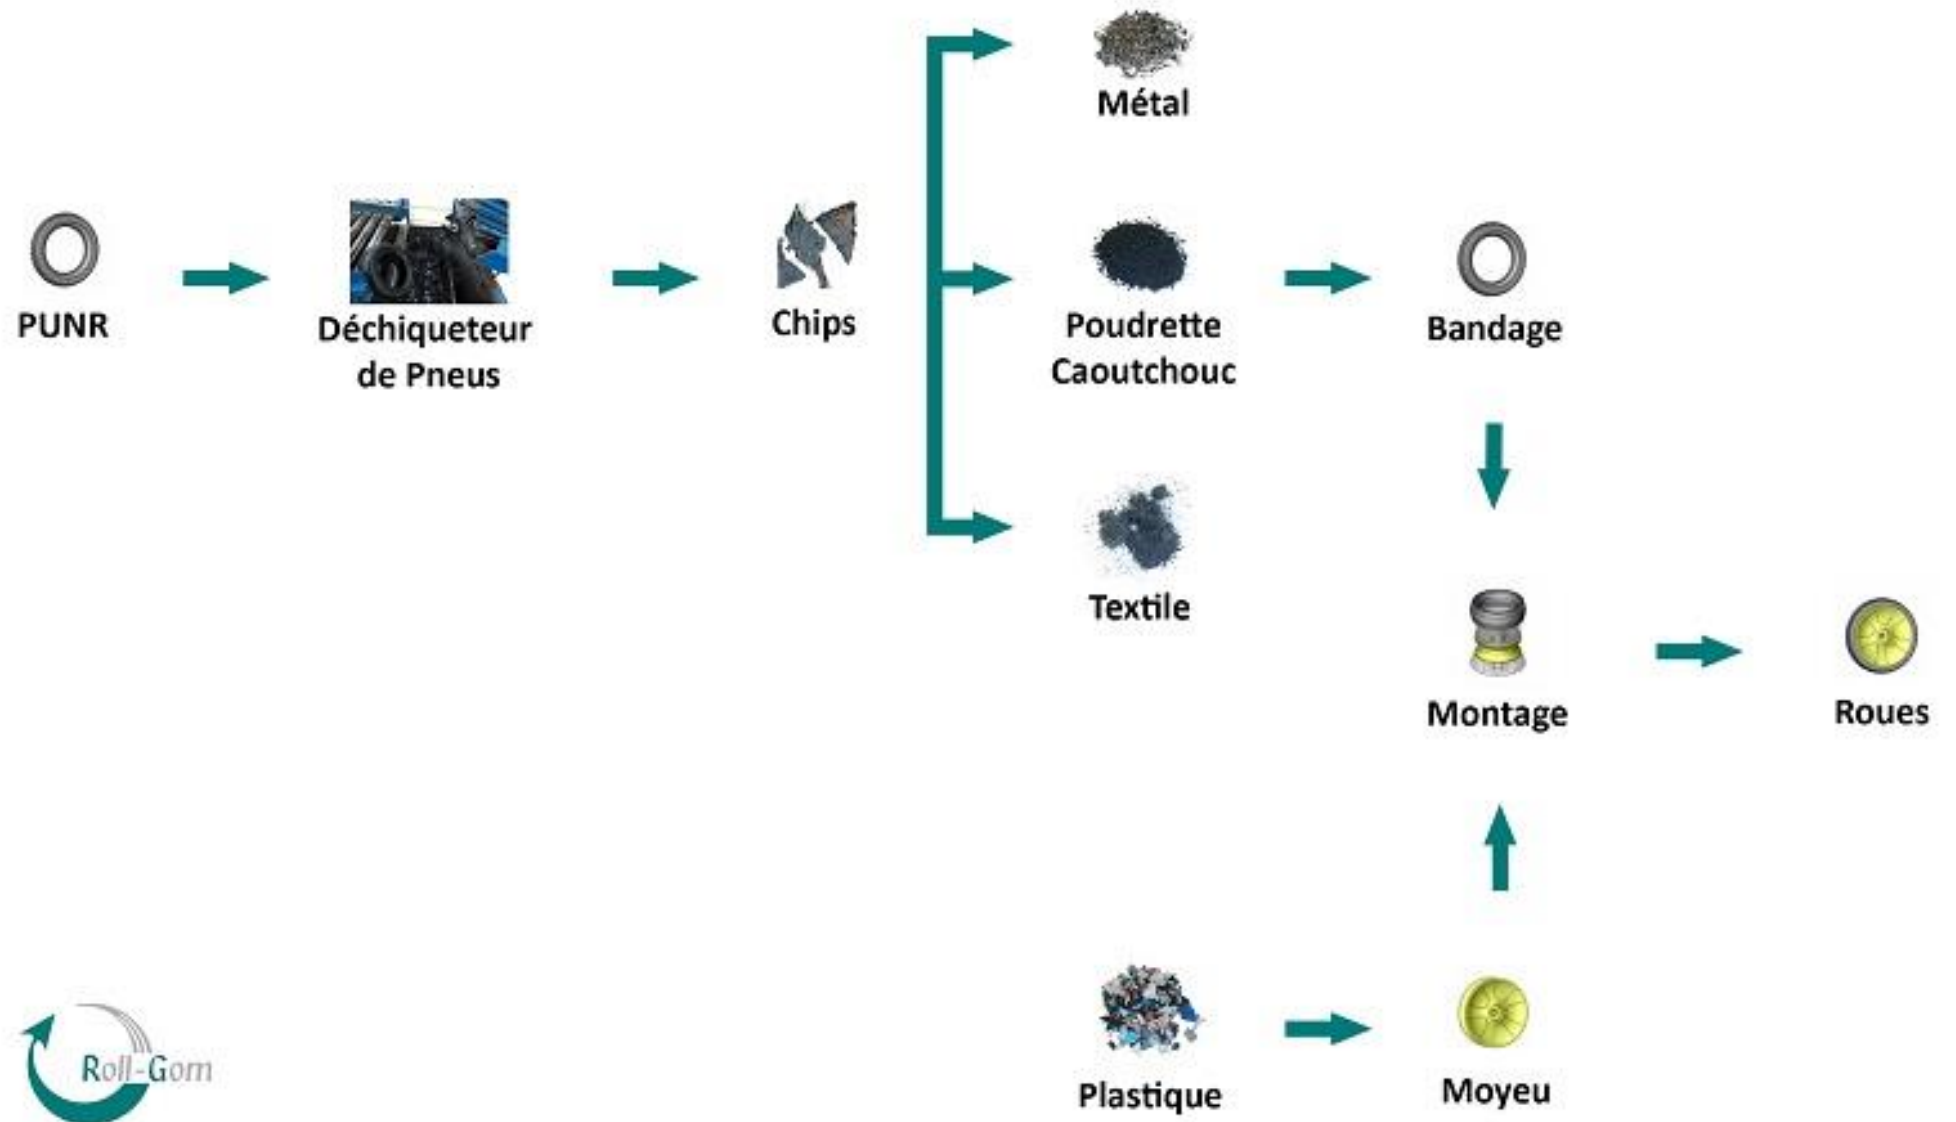 Métal
PUNR
Déchiqueteur
de Pneus
Chips
Poudrette
Caoutchouc
Bandage
Textile
Montage
Roues
Roll-Gom
Plastique
Moyeu